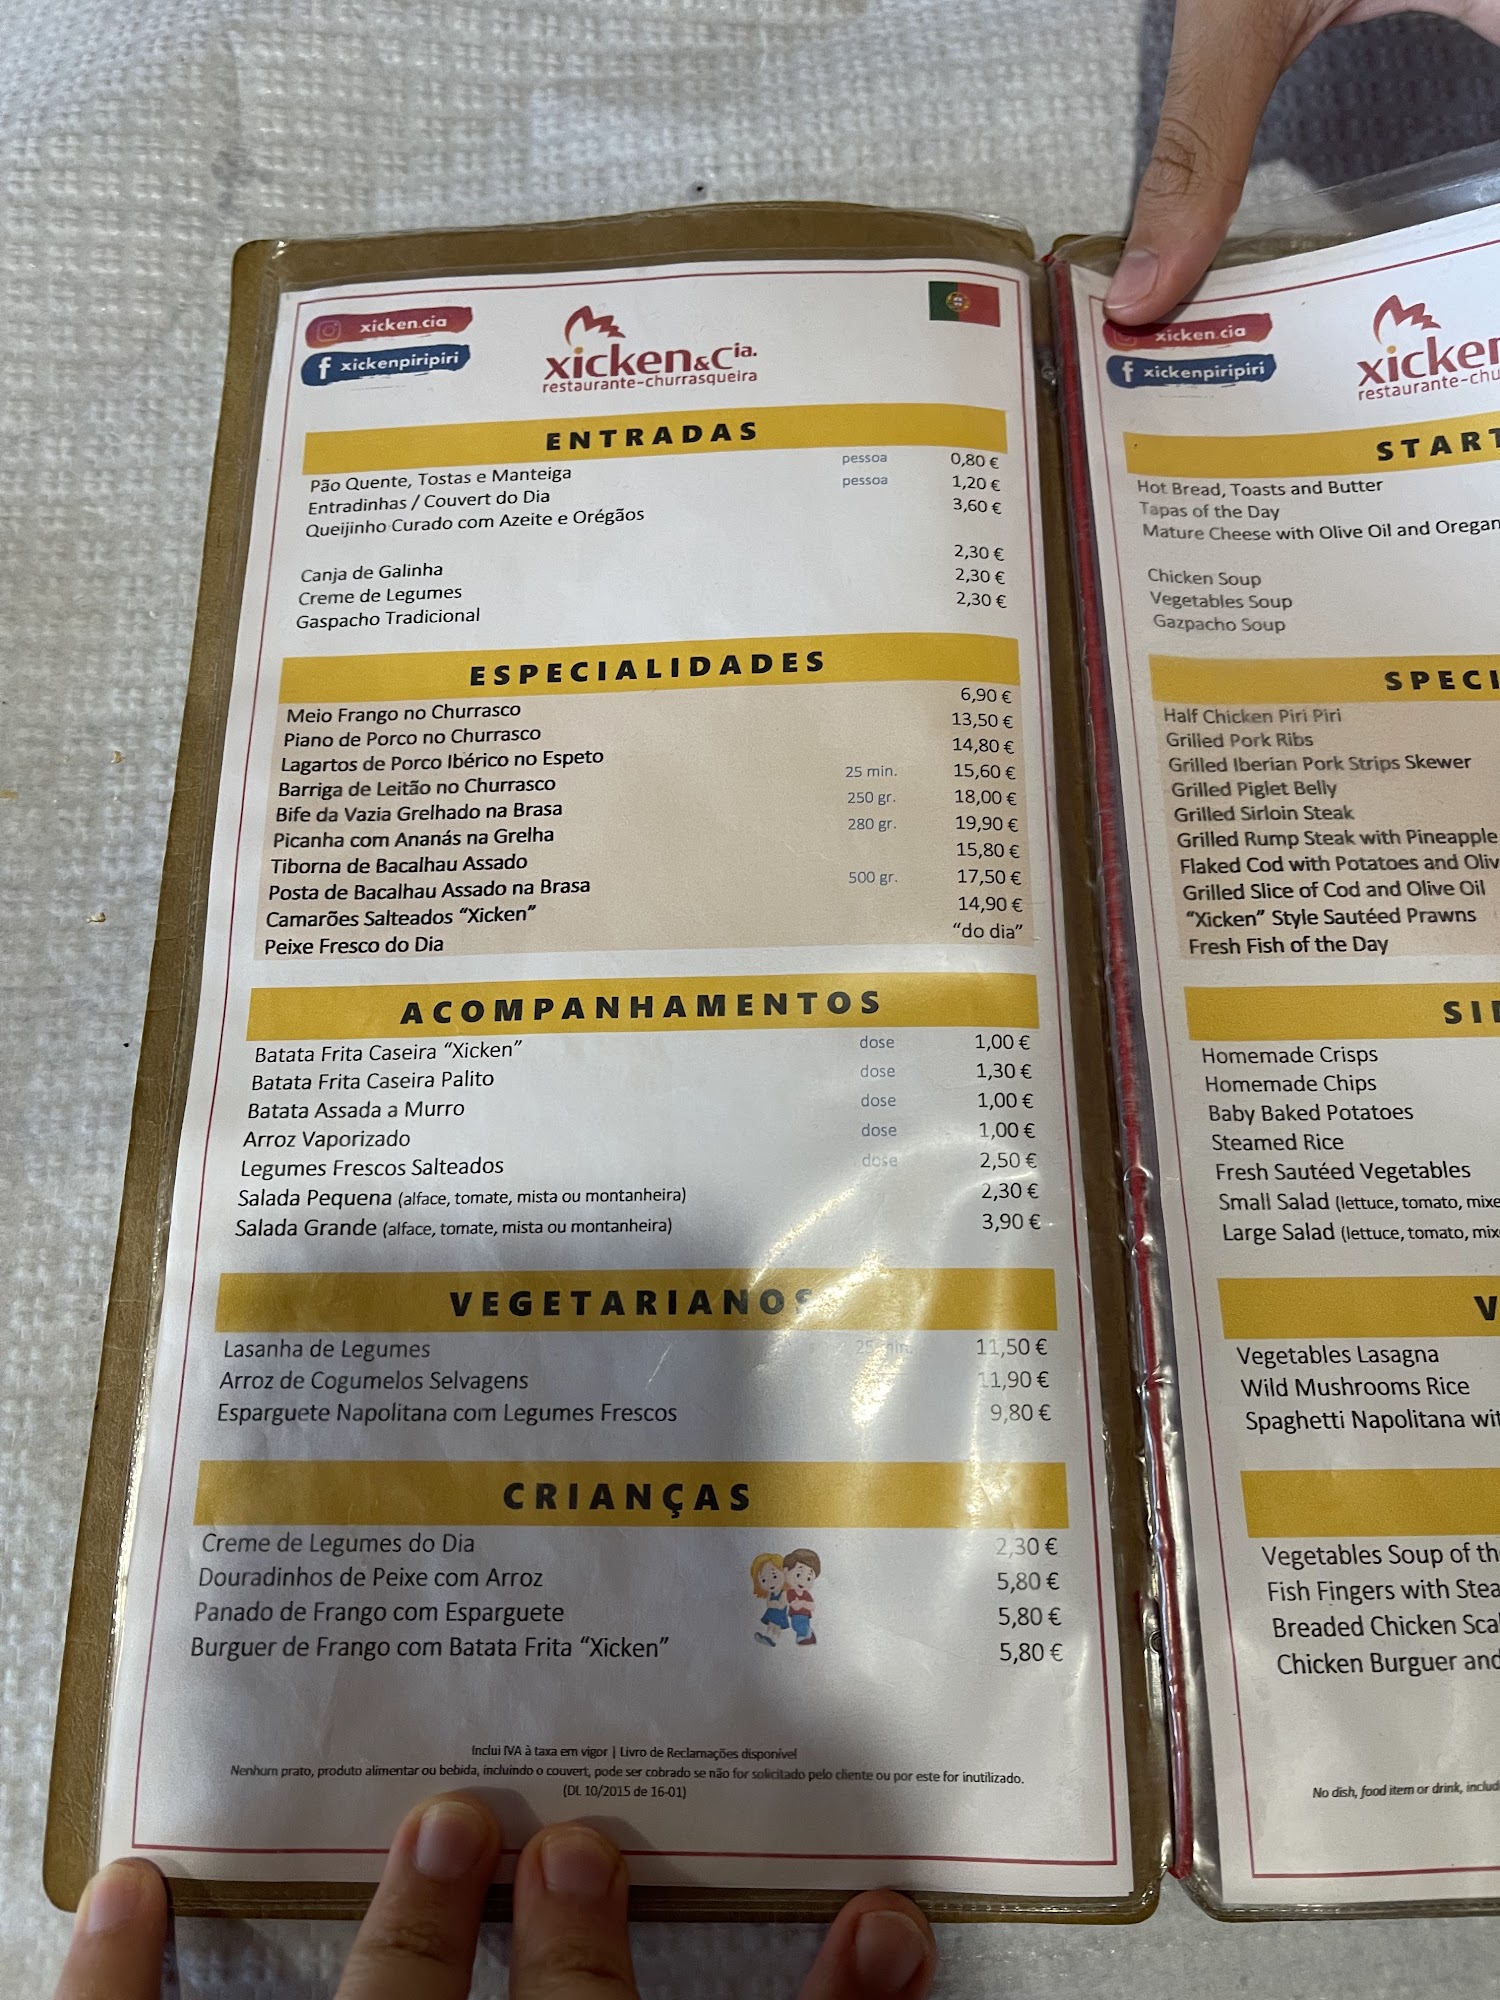 xicken.cia
xickenpiripiri
xicken&Cia.
restaurante-churrasqueira
ENTRADAS
Pão Quente, Tostas e Manteiga pessoa 0,80 €
Entradinhas / Couvert do Dia pessoa 1,20 €
Queijinho Curado com Azeite e Orégãos 3,60 €
Canja de Galinha 2,30 €
Creme de Legumes 2,30 €
Gaspacho Tradicional 2,30 €
ESPECIALIDADES
Meio Frango no Churrasco 6,90 €
Piano de Porco no Churrasco 13,50 €
Lagartos de Porco Ibérico no Espeto 14,80 €
Barriga de Leitão no Churrasco 25 min. 15,60 €
Bife da Vazia Grelhado na Brasa 250 gr. 18,00 €
Picanha com Ananás na Grelha 280 gr. 19,90 €
Tiborna de Bacalhau Assado 15,80 €
Posta de Bacalhau Assado na Brasa 500 gr. 17,50 €
Camarões Salteados “Xicken” 14,90 €
Peixe Fresco do Dia “do dia”
ACOMPANHAMENTOS
Batata Frita Caseira “Xicken” dose 1,00 €
Batata Frita Caseira Palito dose 1,30 €
Batata Assada a Murro dose 1,00 €
Arroz Vaporizado dose 1,00 €
Legumes Frescos Salteados dose 2,50 €
Salada Pequena (alface, tomate, mista ou montanheira) 2,30 €
Salada Grande (alface, tomate, mista ou montanheira) 3,90 €
VEGETARIANOS
Lasanha de Legumes 25 min. 11,50 €
Arroz de Cogumelos Selvagens 11,90 €
Esparguete Napolitana com Legumes Frescos 9,80 €
CRIANÇAS
Creme de Legumes do Dia 2,30 €
Douradinhos de Peixe com Arroz 5,80 €
Panado de Frango com Esparguete 5,80 €
Burguer de Frango com Batata Frita “Xicken” 5,80 €
Inclui IVA à taxa em vigor | Livro de Reclamações disponível
Nenhum prato, produto alimentar ou bebida, incluindo o couvert, pode ser cobrado se não for solicitado pelo cliente ou por este for inutilizado.
(DL 10/2015 de 16-01)
xicken.cia
xickenpiripiri
xicken
restaurante-chu
START
Hot Bread, Toasts and Butter
Tapas of the Day
Mature Cheese with Olive Oil and Oregan
Chicken Soup
Vegetables Soup
Gazpacho Soup
SPECI
Half Chicken Piri Piri
Grilled Pork Ribs
Grilled Iberian Pork Strips Skewer
Grilled Piglet Belly
Grilled Sirloin Steak
Grilled Rump Steak with Pineapple
Flaked Cod with Potatoes and Oliv
Grilled Slice of Cod and Olive Oil
“Xicken” Style Sautéed Prawns
Fresh Fish of the Day
SI
Homemade Crisps
Homemade Chips
Baby Baked Potatoes
Steamed Rice
Fresh Sautéed Vegetables
Small Salad (lettuce, tomato, mixe
Large Salad (lettuce, tomato, mix
V
Vegetables Lasagna
Wild Mushrooms Rice
Spaghetti Napolitana wit
Vegetables Soup of th
Fish Fingers with Stea
Breaded Chicken Sca
Chicken Burguer and
No dish, food item or drink, includ